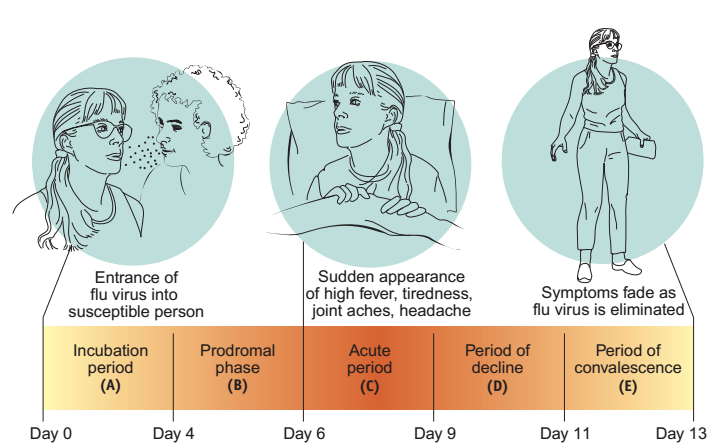 Entrance of
flu virus into
susceptible person
Sudden appearance
of high fever, tiredness,
joint aches, headache
Symptoms fade as
flu virus is eliminated
Incubation
period
(A)
Prodromal
phase
(B)
Acute
period
(C)
Period of
decline
(D)
Period of
convalescence
(E)
Day 0
Day 4
Day 6
Day 9
Day 11
Day 13